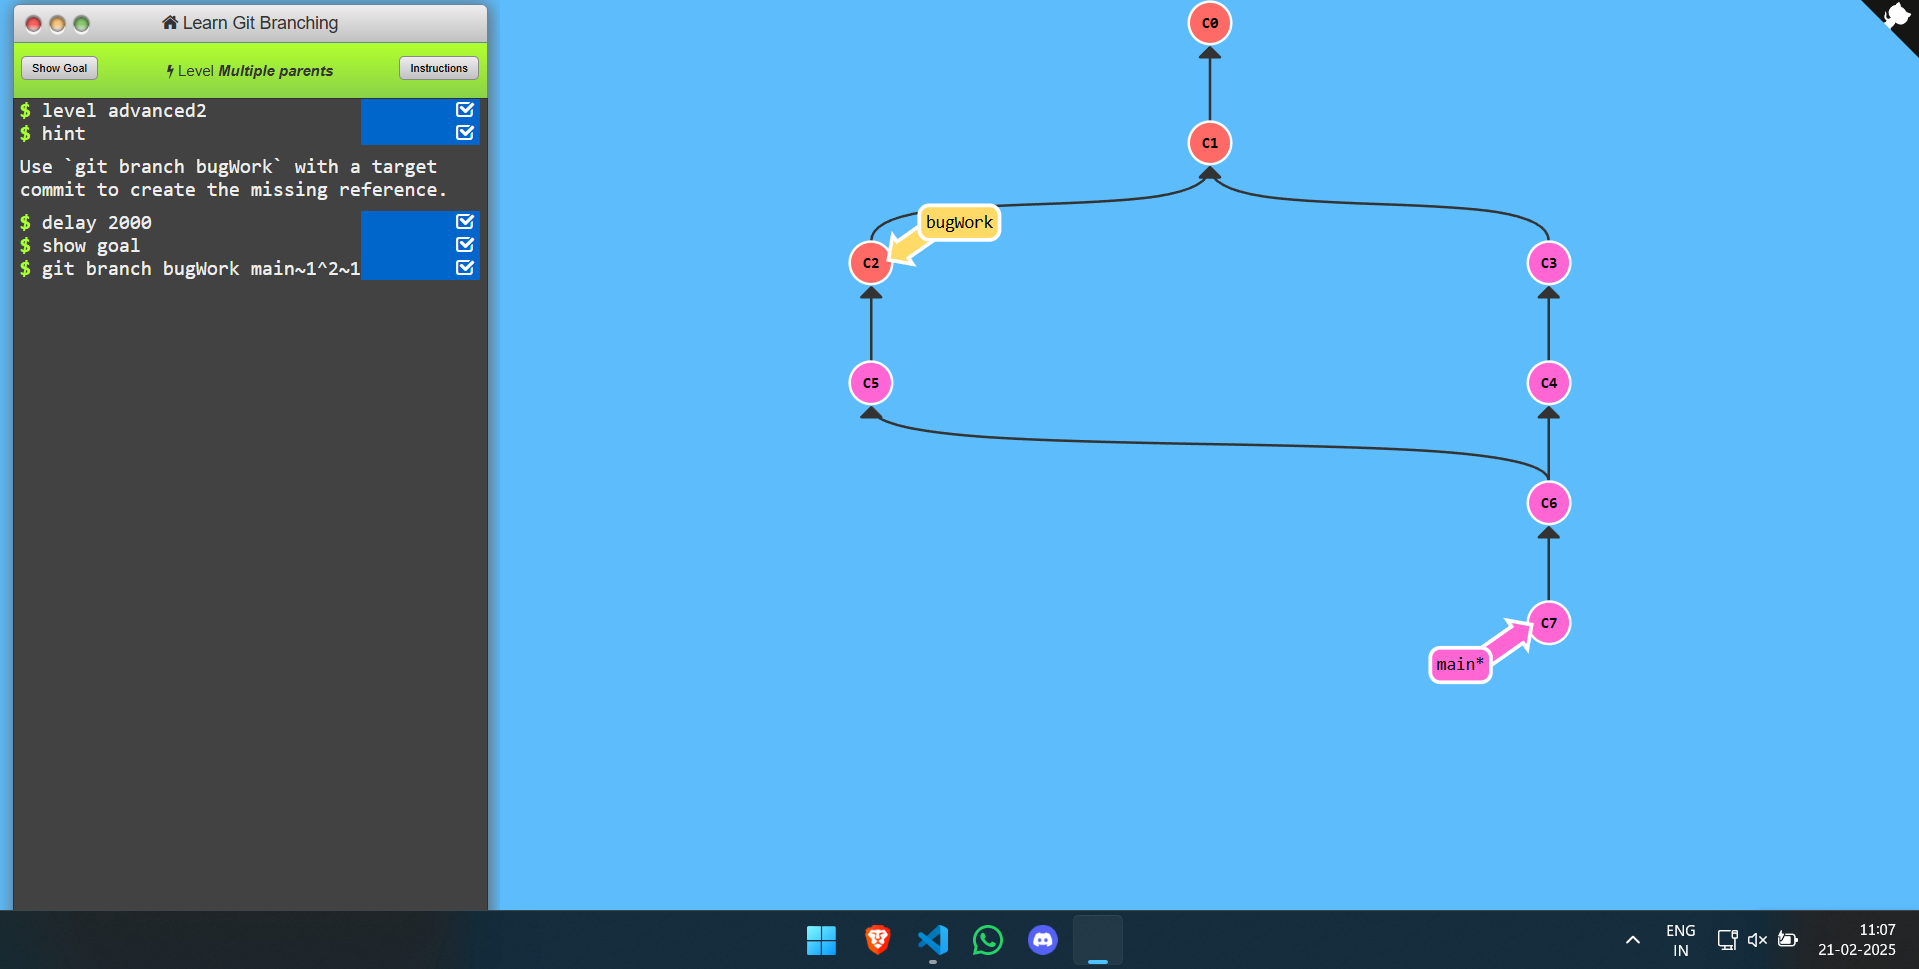 Learn Git Branching
Show Goal
Level Multiple parents
Instructions
$ level advanced2
$ hint
Use `git branch bugWork` with a target
commit to create the missing reference.
$ delay 2000
$ show goal
$ git branch bugWork main~1^2~1
C0
C1
bugWork
C2
C3
C5
C4
C6
C7
main*
ENG
IN
11:07
21-02-2025